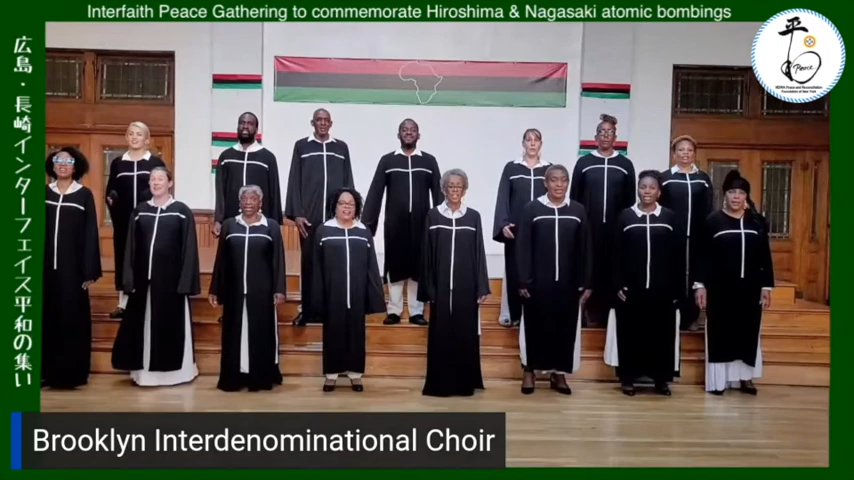 Interfaith Peace Gathering to commemorate Hiroshima & Nagasaki atomic bombings
広島・長崎インターフェイス平和の集い
平
Peace
Brooklyn Interdenominational Choir